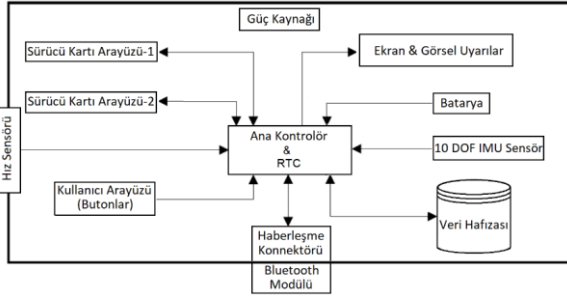 Güç Kaynağı
Sürücü Kartı Arayüzü-1
Ekran & Görsel Uyarılar
Sürücü Kartı Arayüzü-2
Batarya
Hız Sensörü
Ana Kontrolör
&
RTC
10 DOF IMU Sensör
Kullanıcı Arayüzü
(Butonlar)
Veri Hafızası
Haberleşme
Konnektörü
Bluetooth
Modülü